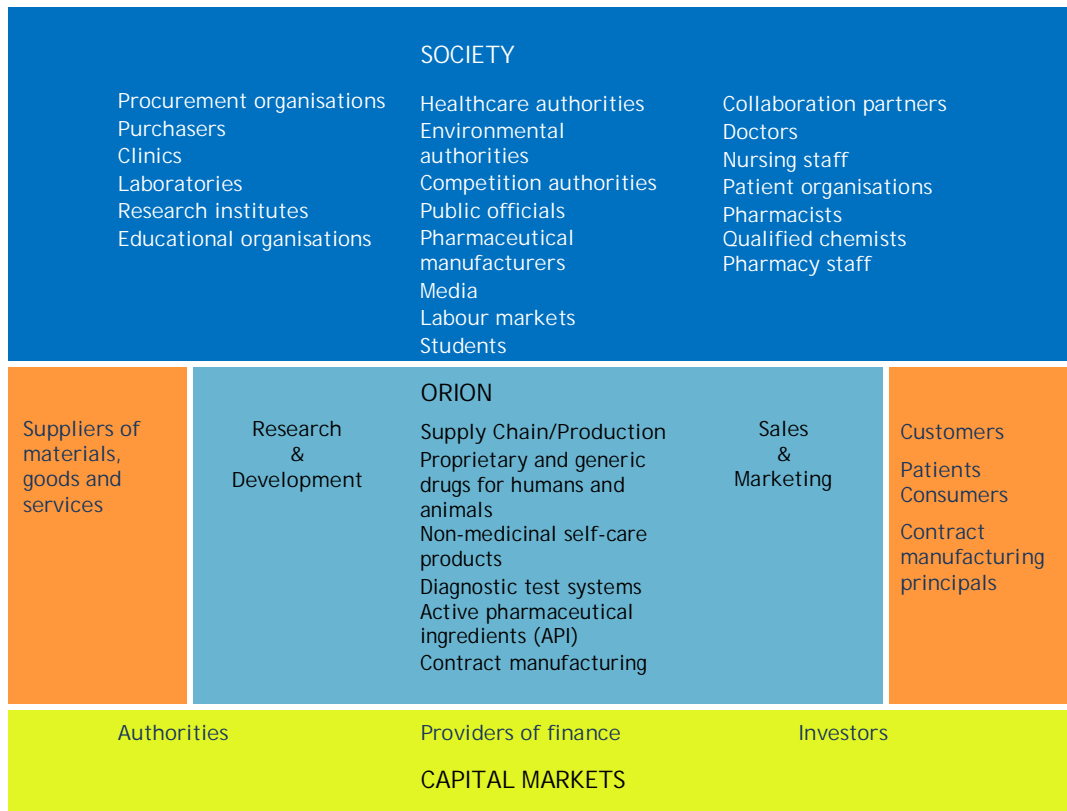 SOCIETY
Procurement organisations
Purchasers
Clinics
Laboratories
Research institutes
Educational organisations
Healthcare authorities
Environmental
authorities
Competition authorities
Public officials
Pharmaceutical
manufacturers
Media
Labour markets
Students
Collaboration partners
Doctors
Nursing staff
Patient organisations
Pharmacists
Qualified chemists
Pharmacy staff
Suppliers of
materials,
goods and
services
Research
&
Development
ORION
Supply Chain/Production
Proprietary and generic
drugs for humans and
animals
Non-medicinal self-care
products
Diagnostic test systems
Active pharmaceutical
ingredients (API)
Contract manufacturing
Sales
&
Marketing
Customers
Patients
Consumers
Contract
manufacturing
principals
Authorities
Providers of finance
Investors
CAPITAL MARKETS